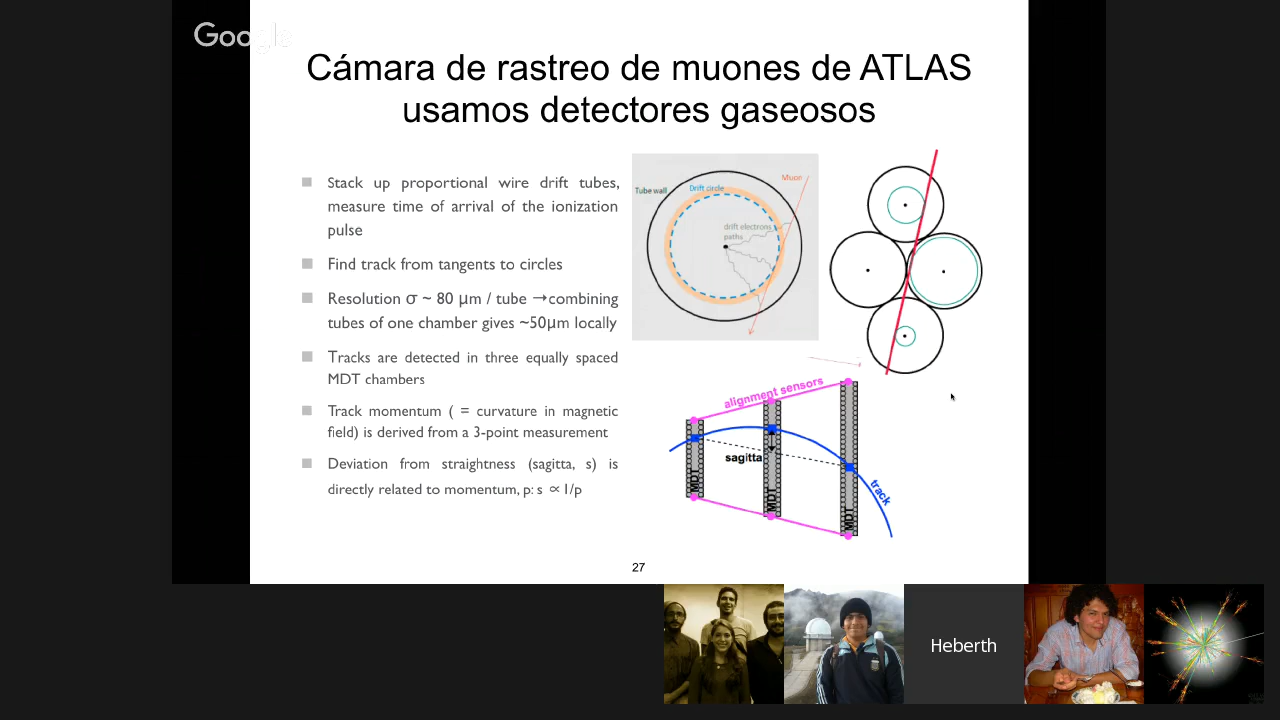 Google
Cámara de rastreo de muones de ATLAS
usamos detectores gaseosos
Stack up proportional wire drift tubes,
measure time of arrival of the ionization
pulse
Find track from tangents to circles
Resolution σ ~ 80 μm / tube →combining
tubes of one chamber gives ~50μm locally
Tracks are detected in three equally spaced
MDT chambers
Track momentum ( = curvature in magnetic
field) is derived from a 3-point measurement
Deviation from straightness (sagitta, s) is
directly related to momentum, p: s ∝ 1/p
Tube wall
Drift circle
Muon
drift electrons
paths
alignment sensors
sagitta
MDT
MDT
MDT
track
27
Heberth